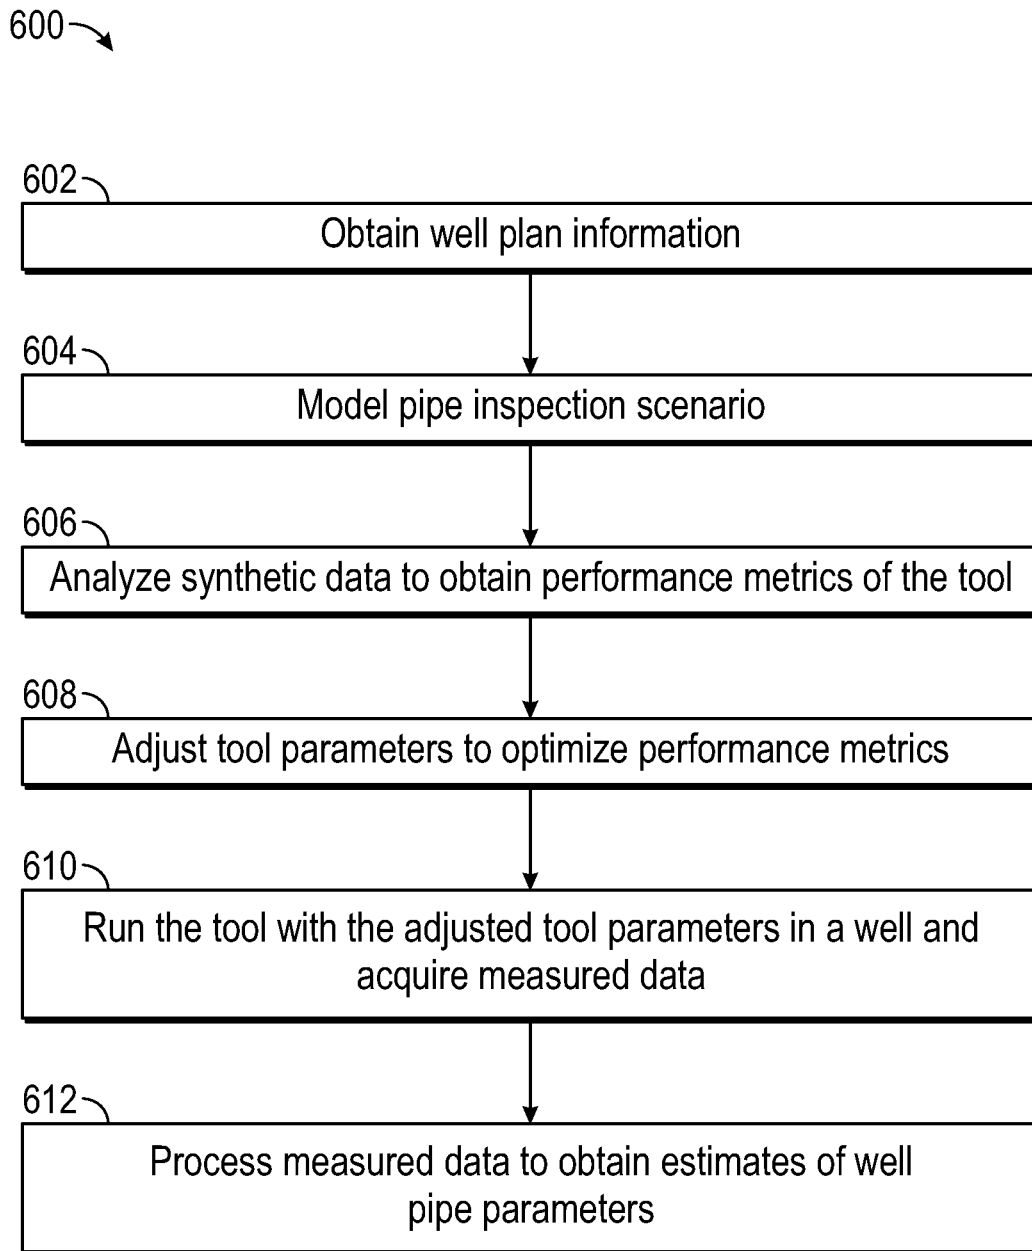 600
602
Obtain well plan information
604
Model pipe inspection scenario
606
Analyze synthetic data to obtain performance metrics of the tool
608
Adjust tool parameters to optimize performance metrics
610
Run the tool with the adjusted tool parameters in a well and
acquire measured data
612
Process measured data to obtain estimates of well
pipe parameters